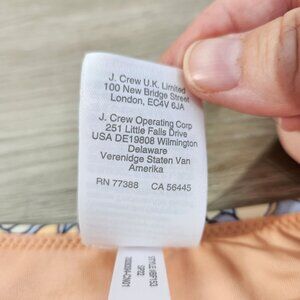 J. Crew U.K. Limited
100 New Bridge Street
London, EC4V 6JA
J. Crew Operating Corp
251 Little Falls Drive
USA DE19808 Wilmington
Delaware
Verenidge Staten Van
Amerika
RN 77388 CA 56445